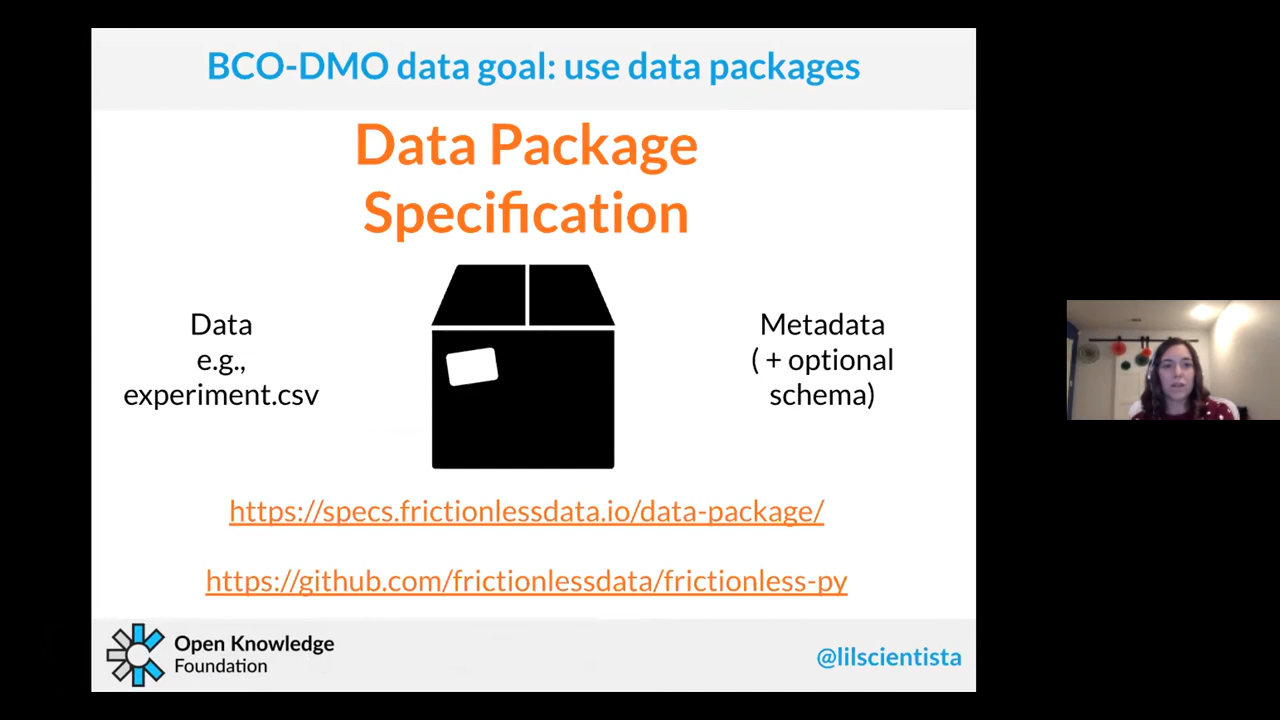 BCO-DMO data goal: use data packages
Data Package
Specification
Data
e.g.,
experiment.csv
Metadata
( + optional
schema)
https://specs.frictionlessdata.io/data-package/
https://github.com/frictionlessdata/frictionless-py
Open Knowledge
Foundation
@lilscientista